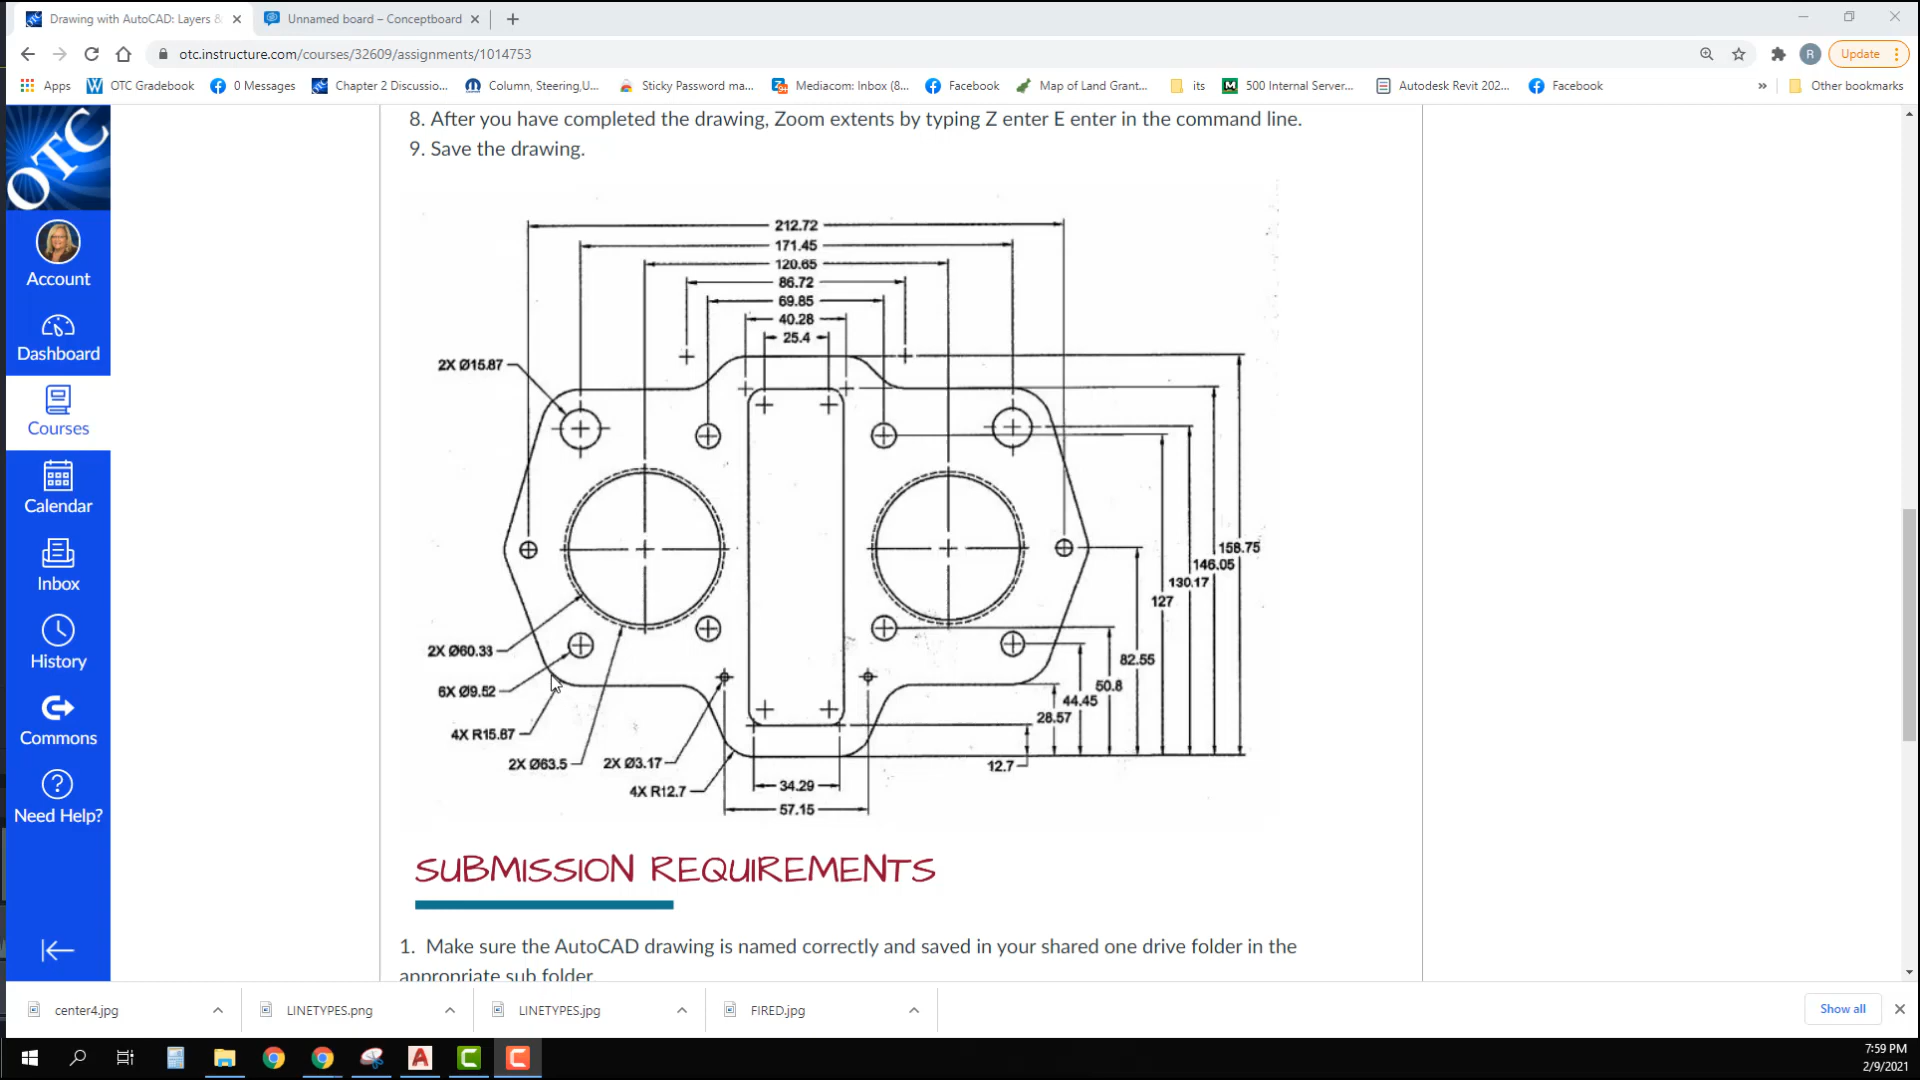 Drawing with AutoCAD: Layers &
Unnamed board – Conceptboard
otc.instructure.com/courses/32609/assignments/1014753
R
Update
Apps
OTC Gradebook
0 Messages
Chapter 2 Discussio...
Column, Steering,U...
Sticky Password ma...
Mediacom: Inbox (8...
Facebook
Map of Land Grant...
its
500 Internal Server...
Autodesk Revit 202...
Facebook
»
Other bookmarks
OTC
Account
Dashboard
Courses
Calendar
Inbox
History
Commons
Need Help?
8. After you have completed the drawing, Zoom extents by typing Z enter E enter in the command line.
9. Save the drawing.
212.72
171.45
120.65
86.72
69.85
40.28
25.4
2X Ø15.87
158.75
146.05
130.17
127
2X Ø60.33
82.55
6X Ø9.52
50.8
44.45
28.57
4X R15.87
2X Ø63.5
2X Ø3.17
12.7
4X R12.7
34.29
57.15
SUBMISSION REQUIREMENTS
1. Make sure the AutoCAD drawing is named correctly and saved in your shared one drive folder in the
appropriate sub folder.
center4.jpg
LINETYPES.png
LINETYPES.jpg
FIRED.jpg
Show all
7:59 PM
2/9/2021